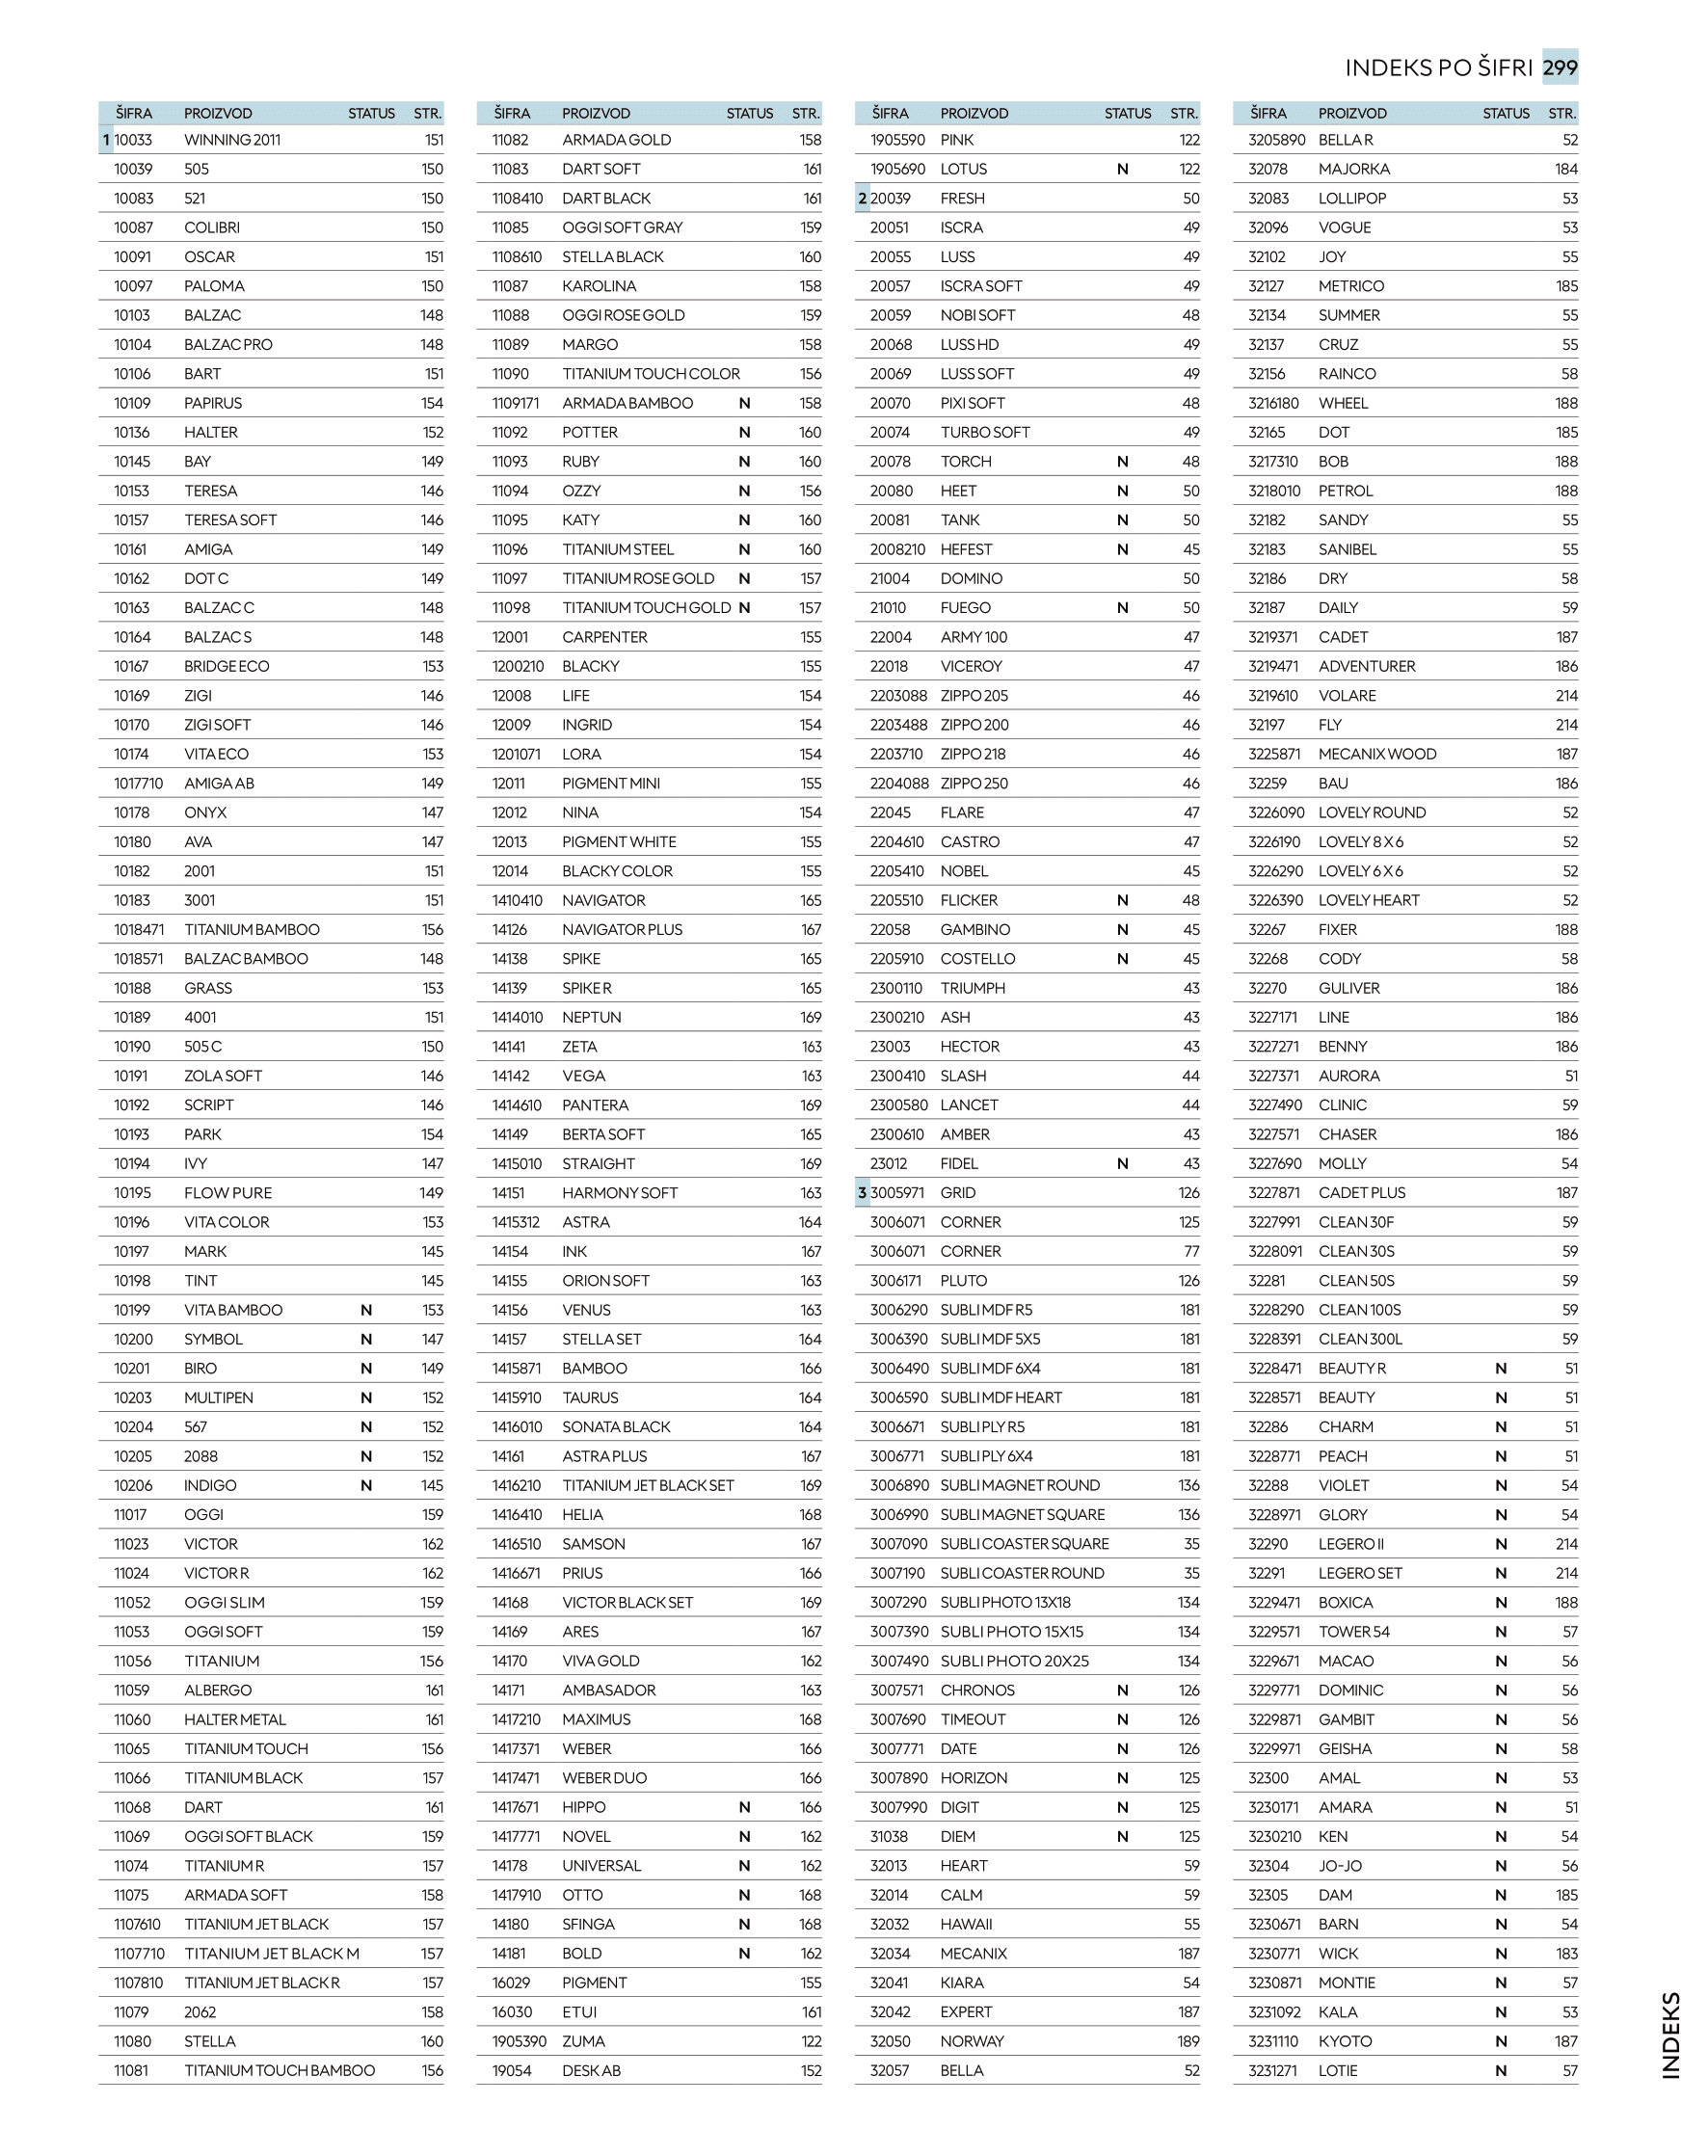 INDEKS PO ŠIFRI 299
ŠIFRA PROIZVOD STATUS STR.
1 10033 WINNING 2011 151
10039 505 150
10083 521 150
10087 COLIBRI 150
10091 OSCAR 151
10097 PALOMA 150
10103 BALZAC 148
10104 BALZAC PRO 148
10106 BART 151
10109 PAPIRUS 154
10136 HALTER 152
10145 BAY 149
10153 TERESA 146
10157 TERESA SOFT 146
10161 AMIGA 149
10162 DOT C 149
10163 BALZAC C 148
10164 BALZAC S 148
10167 BRIDGE ECO 153
10169 ZIGI 146
10170 ZIGI SOFT 146
10174 VITA ECO 153
1017710 AMIGA AB 149
10178 ONYX 147
10180 AVA 147
10182 2001 151
10183 3001 151
1018471 TITANIUM BAMBOO 156
1018571 BALZAC BAMBOO 148
10188 GRASS 153
10189 4001 151
10190 505 C 150
10191 ZOLA SOFT 146
10192 SCRIPT 146
10193 PARK 154
10194 IVY 147
10195 FLOW PURE 149
10196 VITA COLOR 153
10197 MARK 145
10198 TINT 145
10199 VITA BAMBOO N 153
10200 SYMBOL N 147
10201 BIRO N 149
10203 MULTIPEN N 152
10204 567 N 152
10205 2088 N 152
10206 INDIGO N 145
11017 OGGI 159
11023 VICTOR 162
11024 VICTOR R 162
11052 OGGI SLIM 159
11053 OGGI SOFT 159
11056 TITANIUM 156
11059 ALBERGO 161
11060 HALTER METAL 161
11065 TITANIUM TOUCH 156
11066 TITANIUM BLACK 157
11068 DART 161
11069 OGGI SOFT BLACK 159
11074 TITANIUM R 157
11075 ARMADA SOFT 158
1107610 TITANIUM JET BLACK 157
1107710 TITANIUM JET BLACK M 157
1107810 TITANIUM JET BLACK R 157
11079 2062 158
11080 STELLA 160
11081 TITANIUM TOUCH BAMBOO 156
ŠIFRA PROIZVOD STATUS STR.
11082 ARMADA GOLD 158
11083 DART SOFT 161
1108410 DART BLACK 161
11085 OGGI SOFT GRAY 159
1108610 STELLA BLACK 160
11087 KAROLINA 158
11088 OGGI ROSE GOLD 159
11089 MARGO 158
11090 TITANIUM TOUCH COLOR 156
1109171 ARMADA BAMBOO N 158
11092 POTTER N 160
11093 RUBY N 160
11094 OZZY N 156
11095 KATY N 160
11096 TITANIUM STEEL N 160
11097 TITANIUM ROSE GOLD N 157
11098 TITANIUM TOUCH GOLD N 157
12001 CARPENTER 155
1200210 BLACKY 155
12008 LIFE 154
12009 INGRID 154
1201071 LORA 154
12011 PIGMENT MINI 155
12012 NINA 154
12013 PIGMENT WHITE 155
12014 BLACKY COLOR 155
1410410 NAVIGATOR 165
14126 NAVIGATOR PLUS 167
14138 SPIKE 165
14139 SPIKE R 165
1414010 NEPTUN 169
14141 ZETA 163
14142 VEGA 163
1414610 PANTERA 169
14149 BERTA SOFT 165
1415010 STRAIGHT 169
14151 HARMONY SOFT 163
1415312 ASTRA 164
14154 INK 167
14155 ORION SOFT 163
14156 VENUS 163
14157 STELLA SET 164
1415871 BAMBOO 166
1415910 TAURUS 164
1416010 SONATA BLACK 164
14161 ASTRA PLUS 167
1416210 TITANIUM JET BLACK SET 169
1416410 HELIA 168
1416510 SAMSON 167
1416671 PRIUS 166
14168 VICTOR BLACK SET 169
14169 ARES 167
14170 VIVA GOLD 162
14171 AMBASADOR 163
1417210 MAXIMUS 168
1417371 WEBER 166
1417471 WEBER DUO 166
1417671 HIPPO N 166
1417771 NOVEL N 162
14178 UNIVERSAL N 162
1417910 OTTO N 168
14180 SFINGA N 168
14181 BOLD N 162
16029 PIGMENT 155
16030 ETUI 161
1905390 ZUMA 122
19054 DESK AB 152
ŠIFRA PROIZVOD STATUS STR.
1905590 PINK 122
1905690 LOTUS N 122
2 20039 FRESH 50
20051 ISCRA 49
20055 LUSS 49
20057 ISCRA SOFT 49
20059 NOBI SOFT 48
20068 LUSS HD 49
20069 LUSS SOFT 49
20070 PIXI SOFT 48
20074 TURBO SOFT 49
20078 TORCH N 48
20080 HEET N 50
20081 TANK N 50
2008210 HEFEST N 45
21004 DOMINO 50
21010 FUEGO N 50
22004 ARMY 100 47
22018 VICEROY 47
2203088 ZIPPO 205 46
2203488 ZIPPO 200 46
2203710 ZIPPO 218 46
2204088 ZIPPO 250 46
22045 FLARE 47
2204610 CASTRO 47
2205410 NOBEL 45
2205510 FLICKER N 48
22058 GAMBINO N 45
2205910 COSTELLO N 45
2300110 TRIUMPH 43
2300210 ASH 43
23003 HECTOR 43
2300410 SLASH 44
2300580 LANCET 44
2300610 AMBER 43
23012 FIDEL N 43
3 3005971 GRID 126
3006071 CORNER 125
3006071 CORNER 77
3006171 PLUTO 126
3006290 SUBLI MDF R5 181
3006390 SUBLI MDF 5X5 181
3006490 SUBLI MDF 6X4 181
3006590 SUBLI MDF HEART 181
3006671 SUBLI PLY R5 181
3006771 SUBLI PLY 6X4 181
3006890 SUBLI MAGNET ROUND 136
3006990 SUBLI MAGNET SQUARE 136
3007090 SUBLI COASTER SQUARE 35
3007190 SUBLI COASTER ROUND 35
3007290 SUBLI PHOTO 13X18 134
3007390 SUBLI PHOTO 15X15 134
3007490 SUBLI PHOTO 20X25 134
3007571 CHRONOS N 126
3007690 TIMEOUT N 126
3007771 DATE N 126
3007890 HORIZON N 125
3007990 DIGIT N 125
31038 DIEM N 125
32013 HEART 59
32014 CALM 59
32032 HAWAII 55
32034 MECANIX 187
32041 KIARA 54
32042 EXPERT 187
32050 NORWAY 189
32057 BELLA 52
ŠIFRA PROIZVOD STATUS STR.
3205890 BELLA R 52
32078 MAJORKA 184
32083 LOLLIPOP 53
32096 VOGUE 53
32102 JOY 55
32127 METRICO 185
32134 SUMMER 55
32137 CRUZ 55
32156 RAINCO 58
3216180 WHEEL 188
32165 DOT 185
3217310 BOB 188
3218010 PETROL 188
32182 SANDY 55
32183 SANIBEL 55
32186 DRY 58
32187 DAILY 59
3219371 CADET 187
3219471 ADVENTURER 186
3219610 VOLARE 214
32197 FLY 214
3225871 MECANIX WOOD 187
32259 BAU 186
3226090 LOVELY ROUND 52
3226190 LOVELY 8 X 6 52
3226290 LOVELY 6 X 6 52
3226390 LOVELY HEART 52
32267 FIXER 188
32268 CODY 58
32270 GULIVER 186
3227171 LINE 186
3227271 BENNY 186
3227371 AURORA 51
3227490 CLINIC 59
3227571 CHASER 186
3227690 MOLLY 54
3227871 CADET PLUS 187
3227991 CLEAN 30F 59
3228091 CLEAN 30S 59
32281 CLEAN 50S 59
3228290 CLEAN 100S 59
3228391 CLEAN 300L 59
3228471 BEAUTY R N 51
3228571 BEAUTY N 51
32286 CHARM N 51
3228771 PEACH N 51
32288 VIOLET N 54
3228971 GLORY N 54
32290 LEGERO II N 214
32291 LEGERO SET N 214
3229471 BOXICA N 188
3229571 TOWER 54 N 57
3229671 MACAO N 56
3229771 DOMINIC N 56
3229871 GAMBIT N 56
3229971 GEISHA N 58
32300 AMAL N 53
3230171 AMARA N 51
3230210 KEN N 54
32304 JO-JO N 56
32305 DAM N 185
3230671 BARN N 54
3230771 WICK N 183
3230871 MONTIE N 57
3231092 KALA N 53
3231110 KYOTO N 187
3231271 LOTIE N 57
INDEKS